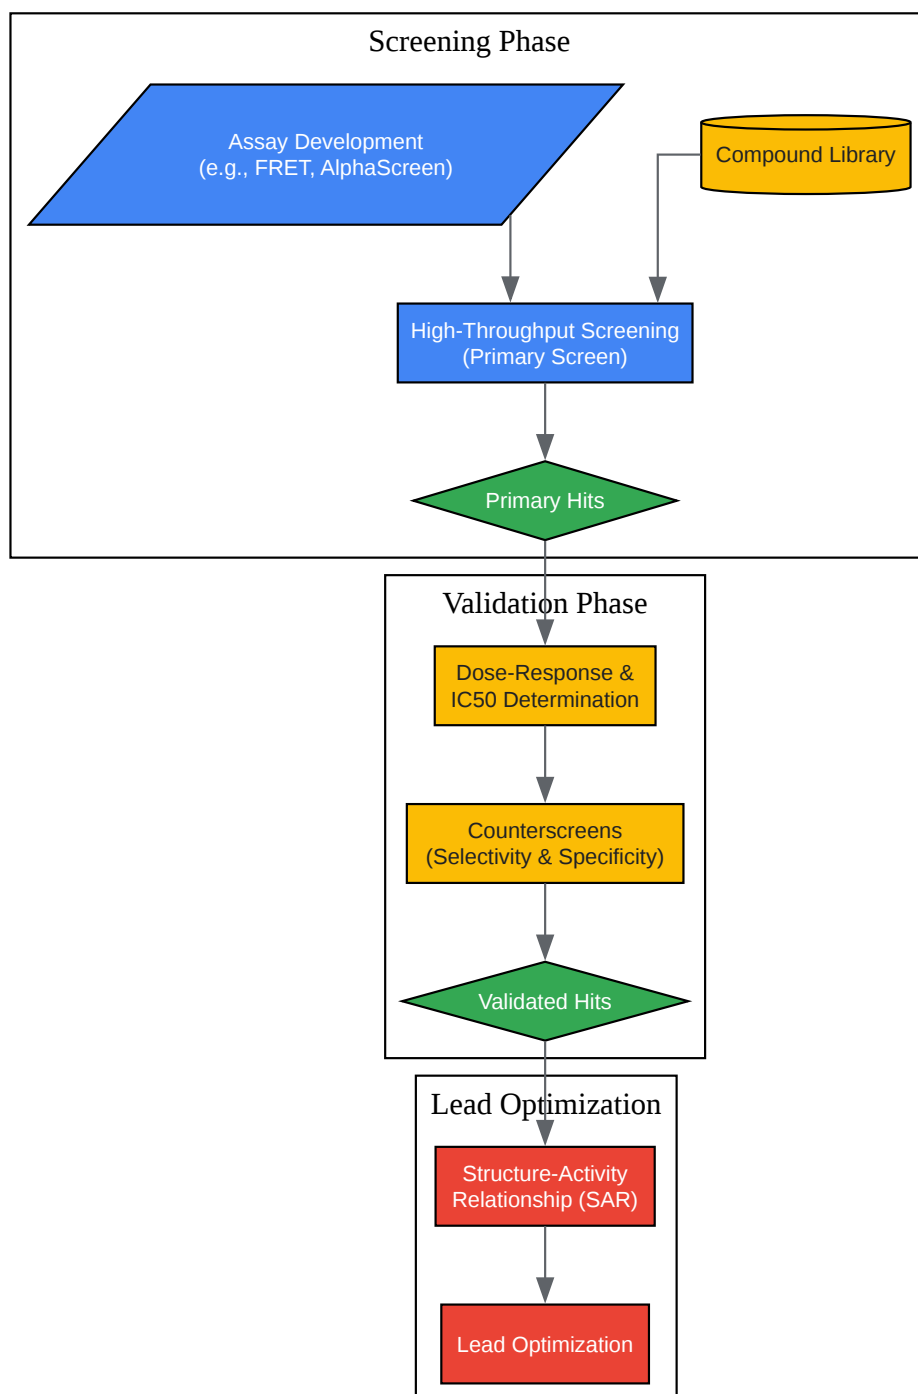 Screening Phase
Assay Development
(e.g., FRET, AlphaScreen)
Compound Library
High-Throughput Screening
(Primary Screen)
Primary Hits
Validation Phase
Dose-Response &
IC50 Determination
Counterscreens
(Selectivity & Specificity)
Validated Hits
Lead Optimization
Structure-Activity
Relationship (SAR)
Lead Optimization